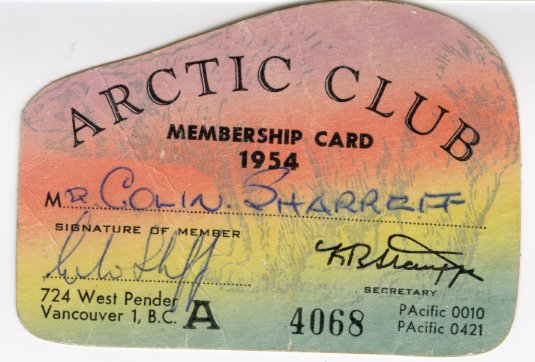 ARCTIC CLUB
MEMBERSHIP CARD
1954
MR COLIN. SHARREFF
SIGNATURE OF MEMBER
SECRETARY
724 West Pender
Vancouver 1, B.C. A 4068
PAcific 0010
PAcific 0421